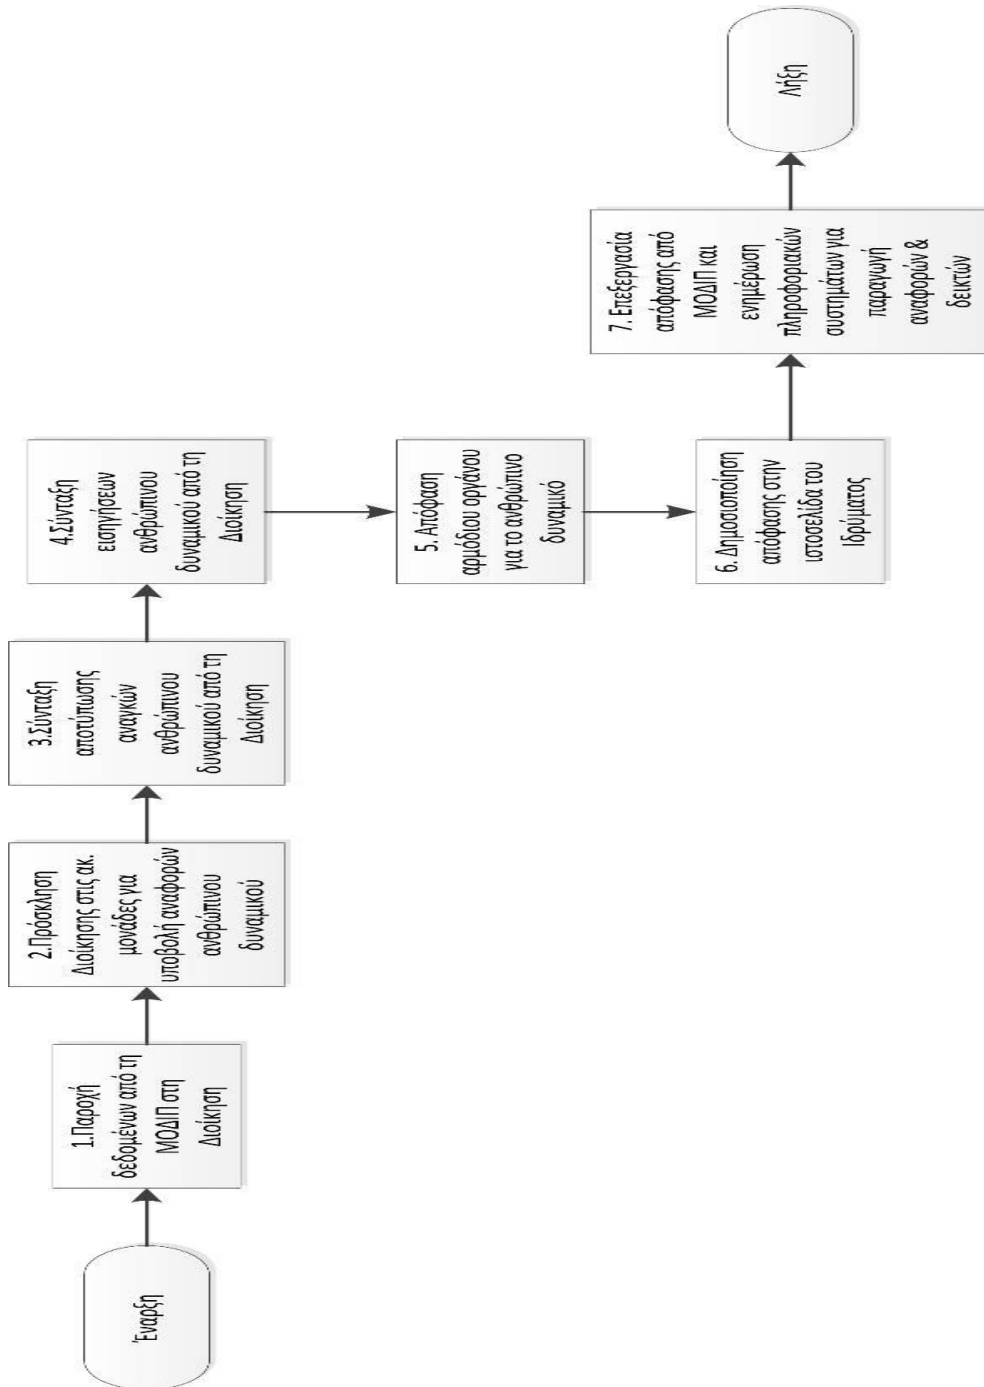 Έναρξη
1.Παροχή
δεδομένων από τη
ΜΟΔΙΠ στη
Διοίκηση
2.Πρόσκληση
Διοίκησης στις ακ.
μονάδες για
υποβολή αναφορών
ανθρώπινου
δυναμικού
3.Σύνταξη
αποτύπωσης
αναγκών
ανθρώπινου
δυναμικού από τη
Διοίκηση
4.Σύνταξη
εισηγήσεων
ανθρώπινου
δυναμικού από τη
Διοίκηση
5. Απόφαση
αρμόδιου οργάνου
για το ανθρώπινο
δυναμικό
6. Δημοσιοποίηση
απόφασης στην
ιστοσελίδα του
Ιδρύματος
7. Επεξεργασία
απόφασης από
ΜΟΔΙΠ και
ενημέρωση
πληροφοριακών
συστημάτων για
παραγωγή
αναφορών &
δεικτών
Λήξη